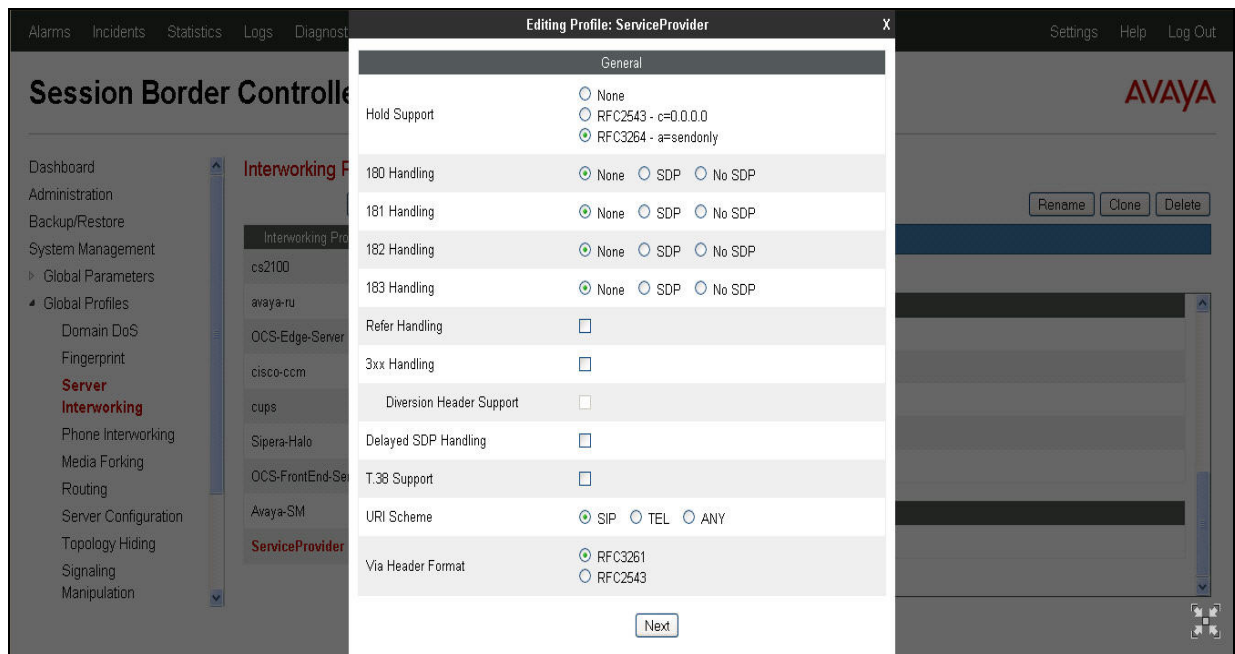 Alarms Incidents Statistics Logs Diagnost
Editing Profile: ServiceProvider X
Settings Help Log Out
Session Border Controlle
AVAYA
Dashboard
Administration
Backup/Restore
System Management
Global Parameters
Global Profiles
Domain DoS
Fingerprint
Server
Interworking
Phone Interworking
Media Forking
Routing
Server Configuration
Topology Hiding
Signaling
Manipulation
Interworking P
Rename Clone Delete
Interworking Pro
cs2100
avaya-ru
OCS-Edge-Server
cisco-ccm
cups
Sipera-Halo
OCS-FrontEnd-Se
Avaya-SM
ServiceProvider
General
Hold Support
None
RFC2543 - c=0.0.0.0
RFC3264 - a=sendonly
180 Handling None SDP No SDP
181 Handling None SDP No SDP
182 Handling None SDP No SDP
183 Handling None SDP No SDP
Refer Handling
3xx Handling
Diversion Header Support
Delayed SDP Handling
T.38 Support
URI Scheme SIP TEL ANY
Via Header Format
RFC3261
RFC2543
Next